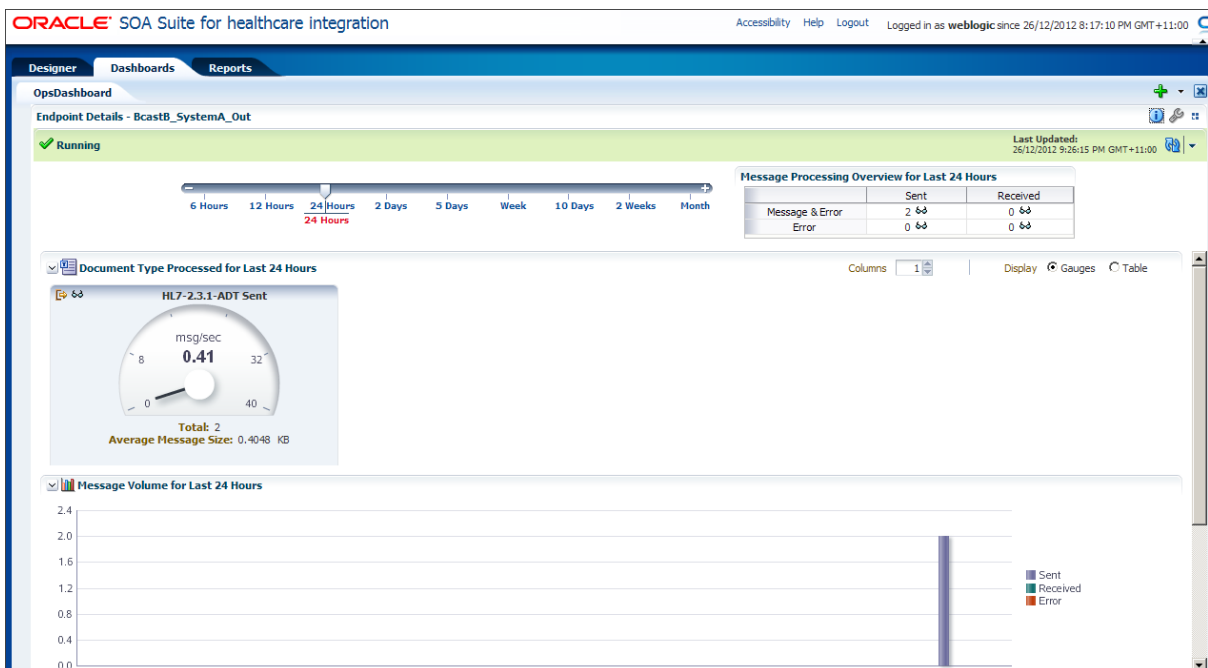 ORACLE SOA Suite for healthcare integration
Accessibility Help Logout Logged in as weblogic since 26/12/2012 8:17:10 PM GMT+11:00
Designer Dashboards Reports
OpsDashboard
Endpoint Details - BcastB_SystemA_Out
Running
Last Updated:
26/12/2012 9:26:15 PM GMT+11:00
6 Hours 12 Hours 24 Hours 2 Days 5 Days Week 10 Days 2 Weeks Month
24 Hours
Message Processing Overview for Last 24 Hours
Sent Received
Message & Error 2 0
Error 0 0
Document Type Processed for Last 24 Hours
Columns 1 Display Gauges Table
HL7-2.3.1-ADT Sent
msg/sec
0.41
8 32
0 40
Total: 2
Average Message Size: 0.4048 KB
Message Volume for Last 24 Hours
2.4
2.0
1.6
1.2
0.8
0.4
0.0
Sent
Received
Error